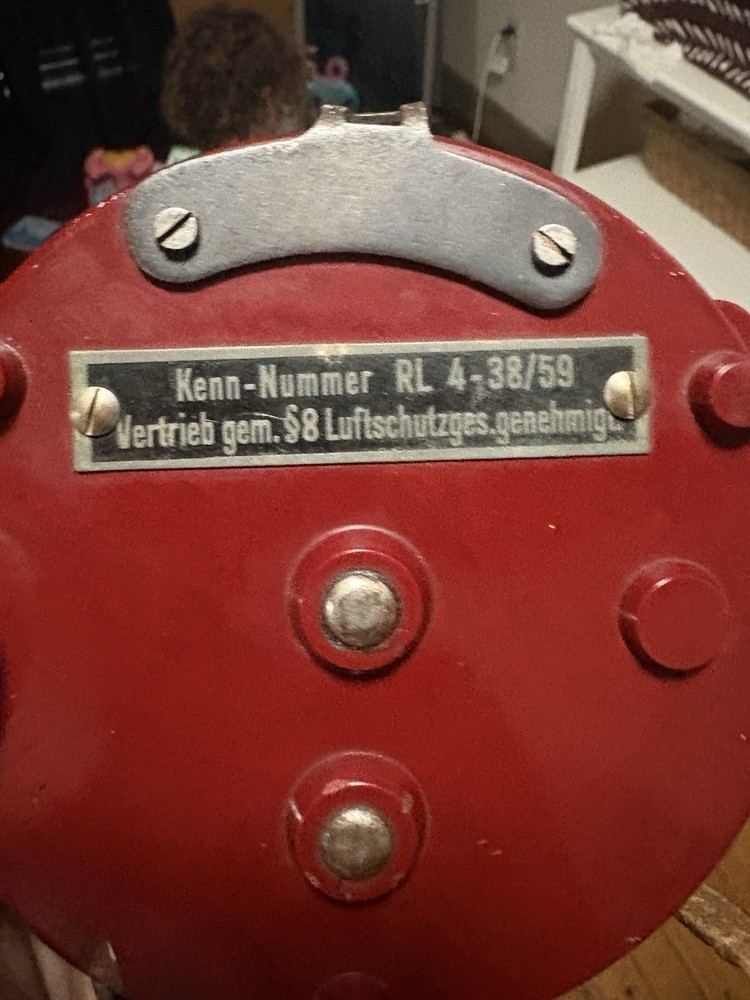 Kenn-Nummer RL 4-38/59
Vertrieb gem. §8 Luftschutzges. genehmigt.